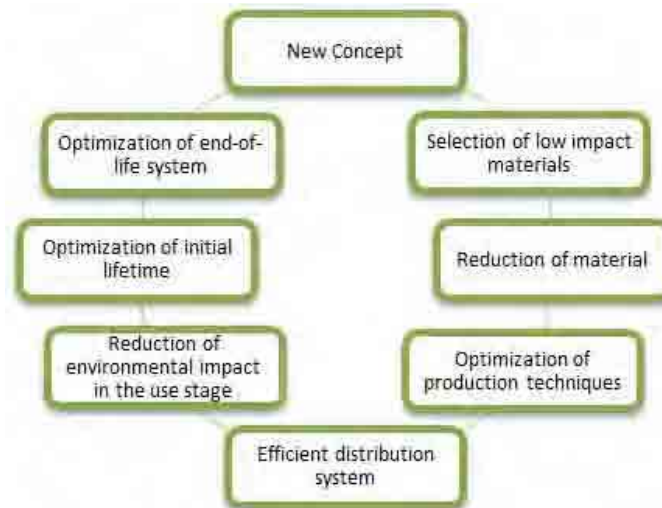 New Concept
Selection of low impact
materials
Reduction of material
Optimization of
production techniques
Efficient distribution
system
Reduction of
environmental impact
in the use stage
Optimization of initial
lifetime
Optimization of end-of-
life system